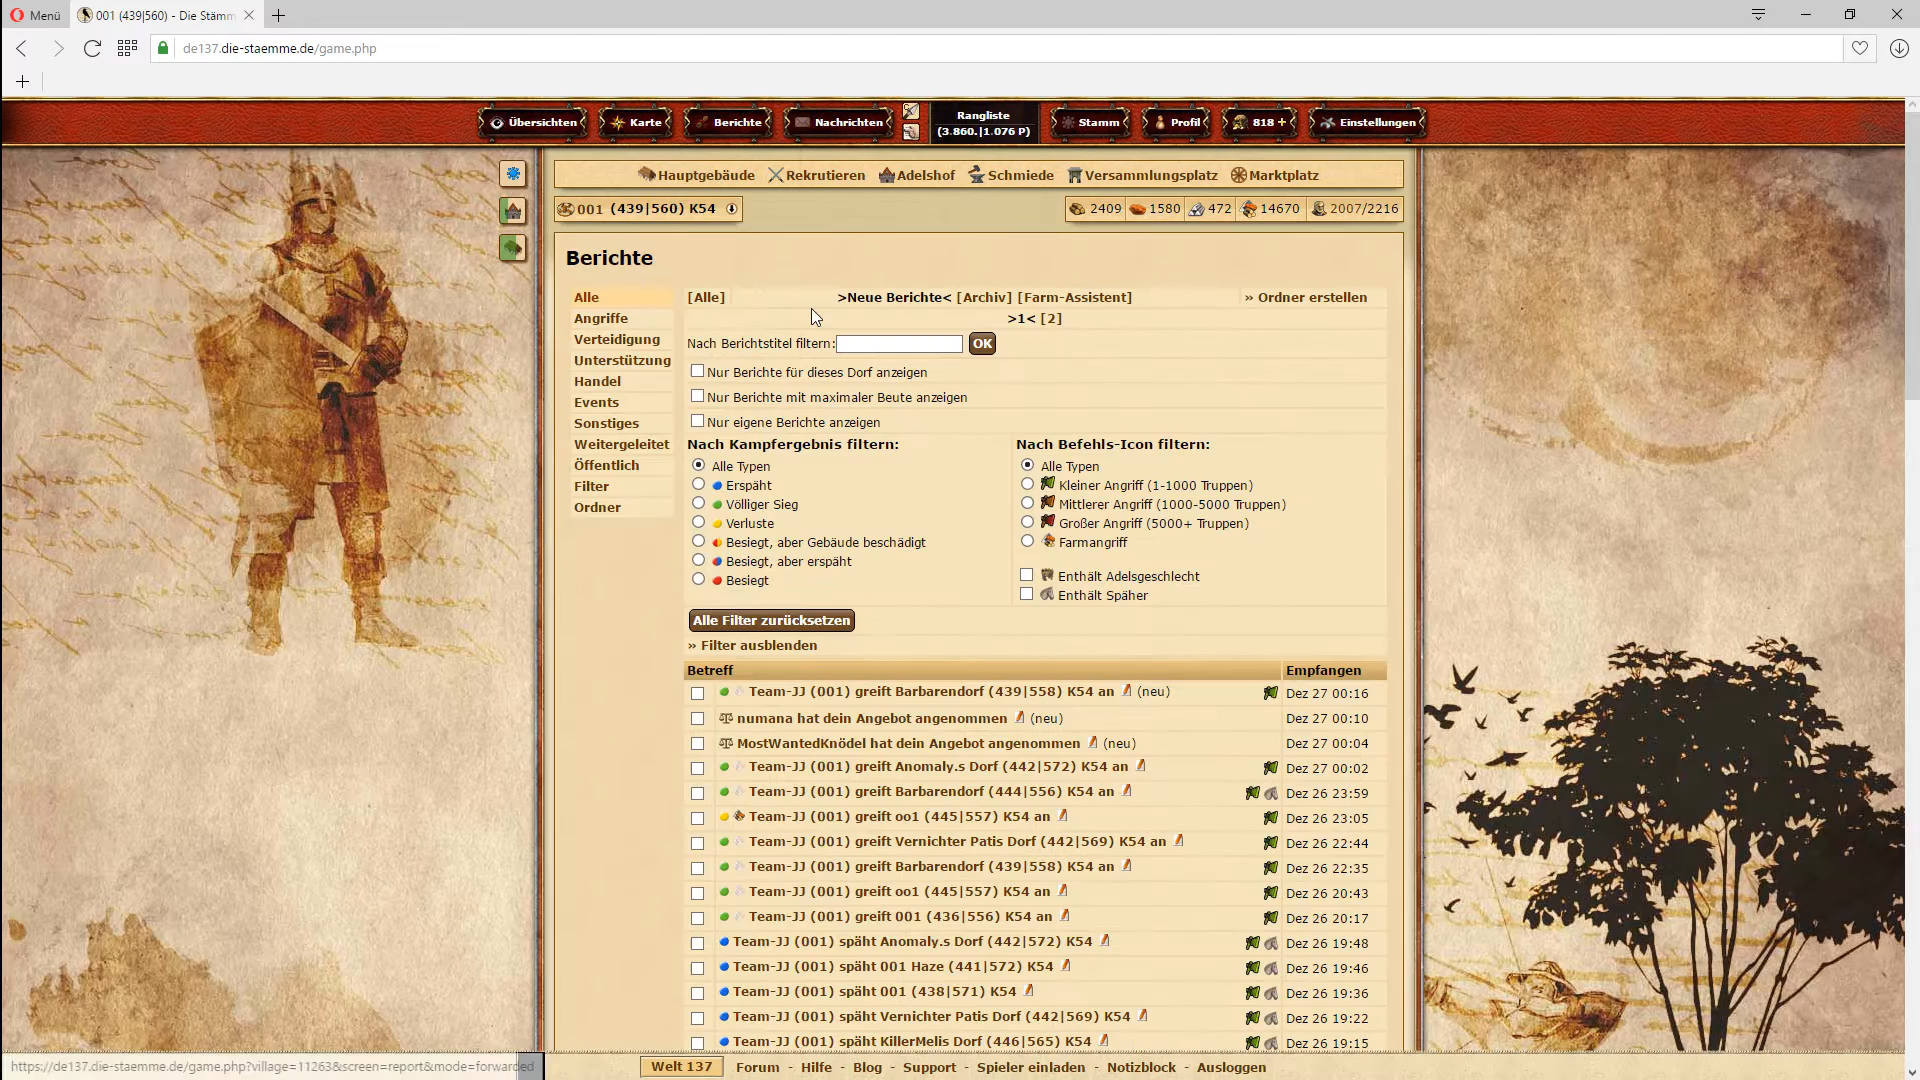 Menü
001 (439|560) - Die Stämm
de137.die-staemme.de/game.php
Übersichten
Karte
Berichte
Nachrichten
Rangliste
(3.860.|1.076 P)
Stamm
Profil
818 +
Einstellungen
Hauptgebäude
Rekrutieren
Adelshof
Schmiede
Versammlungsplatz
Marktplatz
001 (439|560) K54
2409
1580
472
14670
2007/2216
Berichte
Alle
Angriffe
Verteidigung
Unterstützung
Handel
Events
Sonstiges
Weitergeleitet
Öffentlich
Filter
Ordner
[Alle]
>Neue Berichte< [Archiv] [Farm-Assistent]
» Ordner erstellen
>1< [2]
Nach Berichtstitel filtern:
OK
Nur Berichte für dieses Dorf anzeigen
Nur Berichte mit maximaler Beute anzeigen
Nur eigene Berichte anzeigen
Nach Kampfergebnis filtern:
Alle Typen
Erspäht
Völliger Sieg
Verluste
Besiegt, aber Gebäude beschädigt
Besiegt, aber erspäht
Besiegt
Nach Befehls-Icon filtern:
Alle Typen
Kleiner Angriff (1-1000 Truppen)
Mittlerer Angriff (1000-5000 Truppen)
Großer Angriff (5000+ Truppen)
Farmangriff
Enthält Adelsgeschlecht
Enthält Späher
Alle Filter zurücksetzen
» Filter ausblenden
Betreff Empfangen
Team-JJ (001) greift Barbarendorf (439|558) K54 an (neu) Dez 27 00:16
numana hat dein Angebot angenommen (neu) Dez 27 00:10
MostWantedKnödel hat dein Angebot angenommen (neu) Dez 27 00:04
Team-JJ (001) greift Anomaly.s Dorf (442|572) K54 an Dez 27 00:02
Team-JJ (001) greift Barbarendorf (444|556) K54 an Dez 26 23:59
Team-JJ (001) greift oo1 (445|557) K54 an Dez 26 23:05
Team-JJ (001) greift Vernichter Patis Dorf (442|569) K54 an Dez 26 22:44
Team-JJ (001) greift Barbarendorf (439|558) K54 an Dez 26 22:35
Team-JJ (001) greift oo1 (445|557) K54 an Dez 26 20:43
Team-JJ (001) greift 001 (436|556) K54 an Dez 26 20:17
Team-JJ (001) späht Anomaly.s Dorf (442|572) K54 Dez 26 19:48
Team-JJ (001) späht 001 Haze (441|572) K54 Dez 26 19:46
Team-JJ (001) späht 001 (438|571) K54 Dez 26 19:36
Team-JJ (001) späht Vernichter Patis Dorf (442|569) K54 Dez 26 19:22
Team-JJ (001) späht KillerMelis Dorf (446|565) K54 Dez 26 19:15
https://de137.die-staemme.de/game.php?village=11263&screen=report&mode=forwarded
Welt 137
Forum - Hilfe - Blog - Support - Spieler einladen - Notizblock - Ausloggen